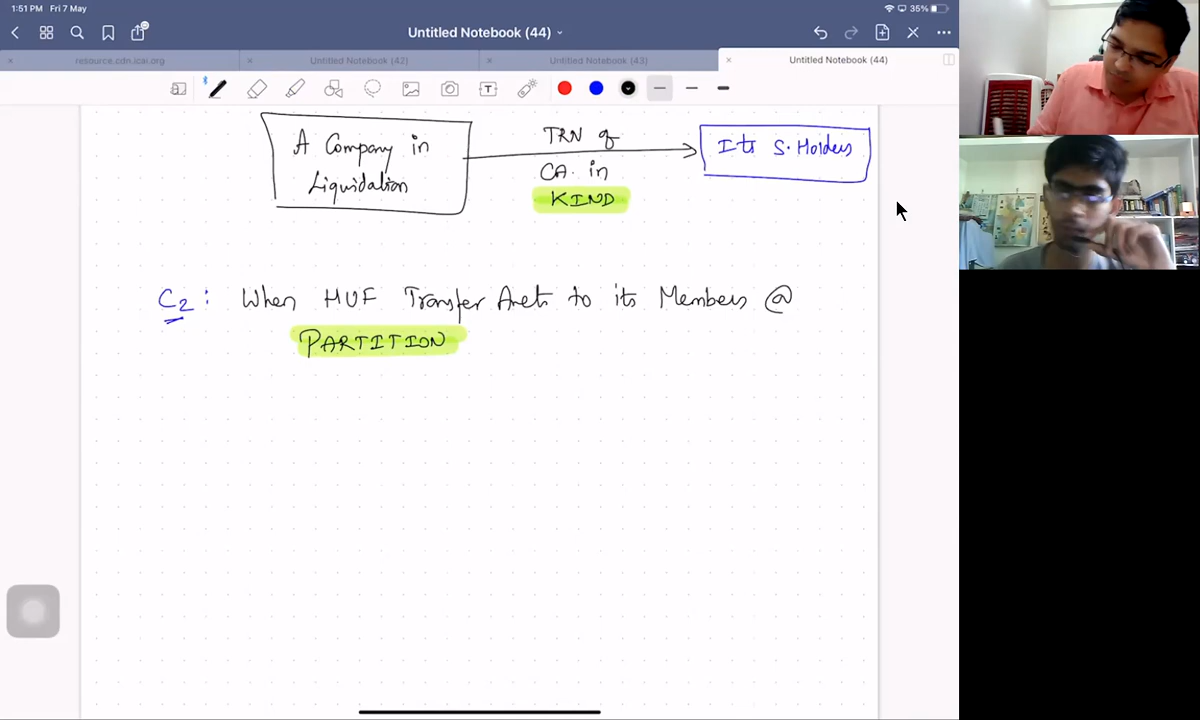 1:51 PM Fri 7 May
35%
Untitled Notebook (44)
resource.cdn.icai.org
Untitled Notebook (42)
Untitled Notebook (43)
Untitled Notebook (44)
A Company in
Liquidation
TRN of
CA. in
KIND
Its S. Holders
C2: When HUF Transfer Assets to its Members @
PARTITION